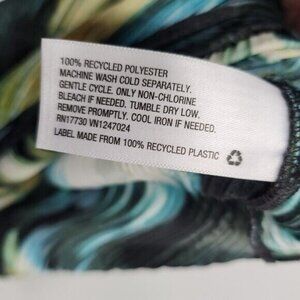 100% RECYCLED POLYESTER
MACHINE WASH COLD SEPARATELY.
GENTLE CYCLE. ONLY NON-CHLORINE
BLEACH IF NEEDED. TUMBLE DRY LOW.
REMOVE PROMPTLY. COOL IRON IF NEEDED.
RN17730 VN1247024
LABEL MADE FROM 100% RECYCLED PLASTIC